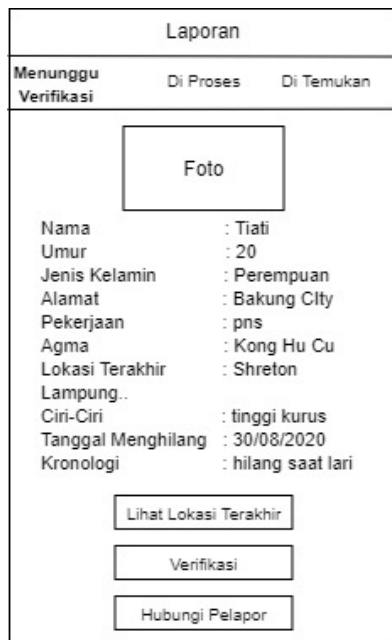 Laporan
Menunggu Verifikasi Di Proses Di Temukan
Foto
Nama : Tiati
Umur : 20
Jenis Kelamin : Perempuan
Alamat : Bakung CIty
Pekerjaan : pns
Agma : Kong Hu Cu
Lokasi Terakhir : Shreton
Lampung..
Ciri-Ciri : tinggi kurus
Tanggal Menghilang : 30/08/2020
Kronologi : hilang saat lari
Lihat Lokasi Terakhir
Verifikasi
Hubungi Pelapor